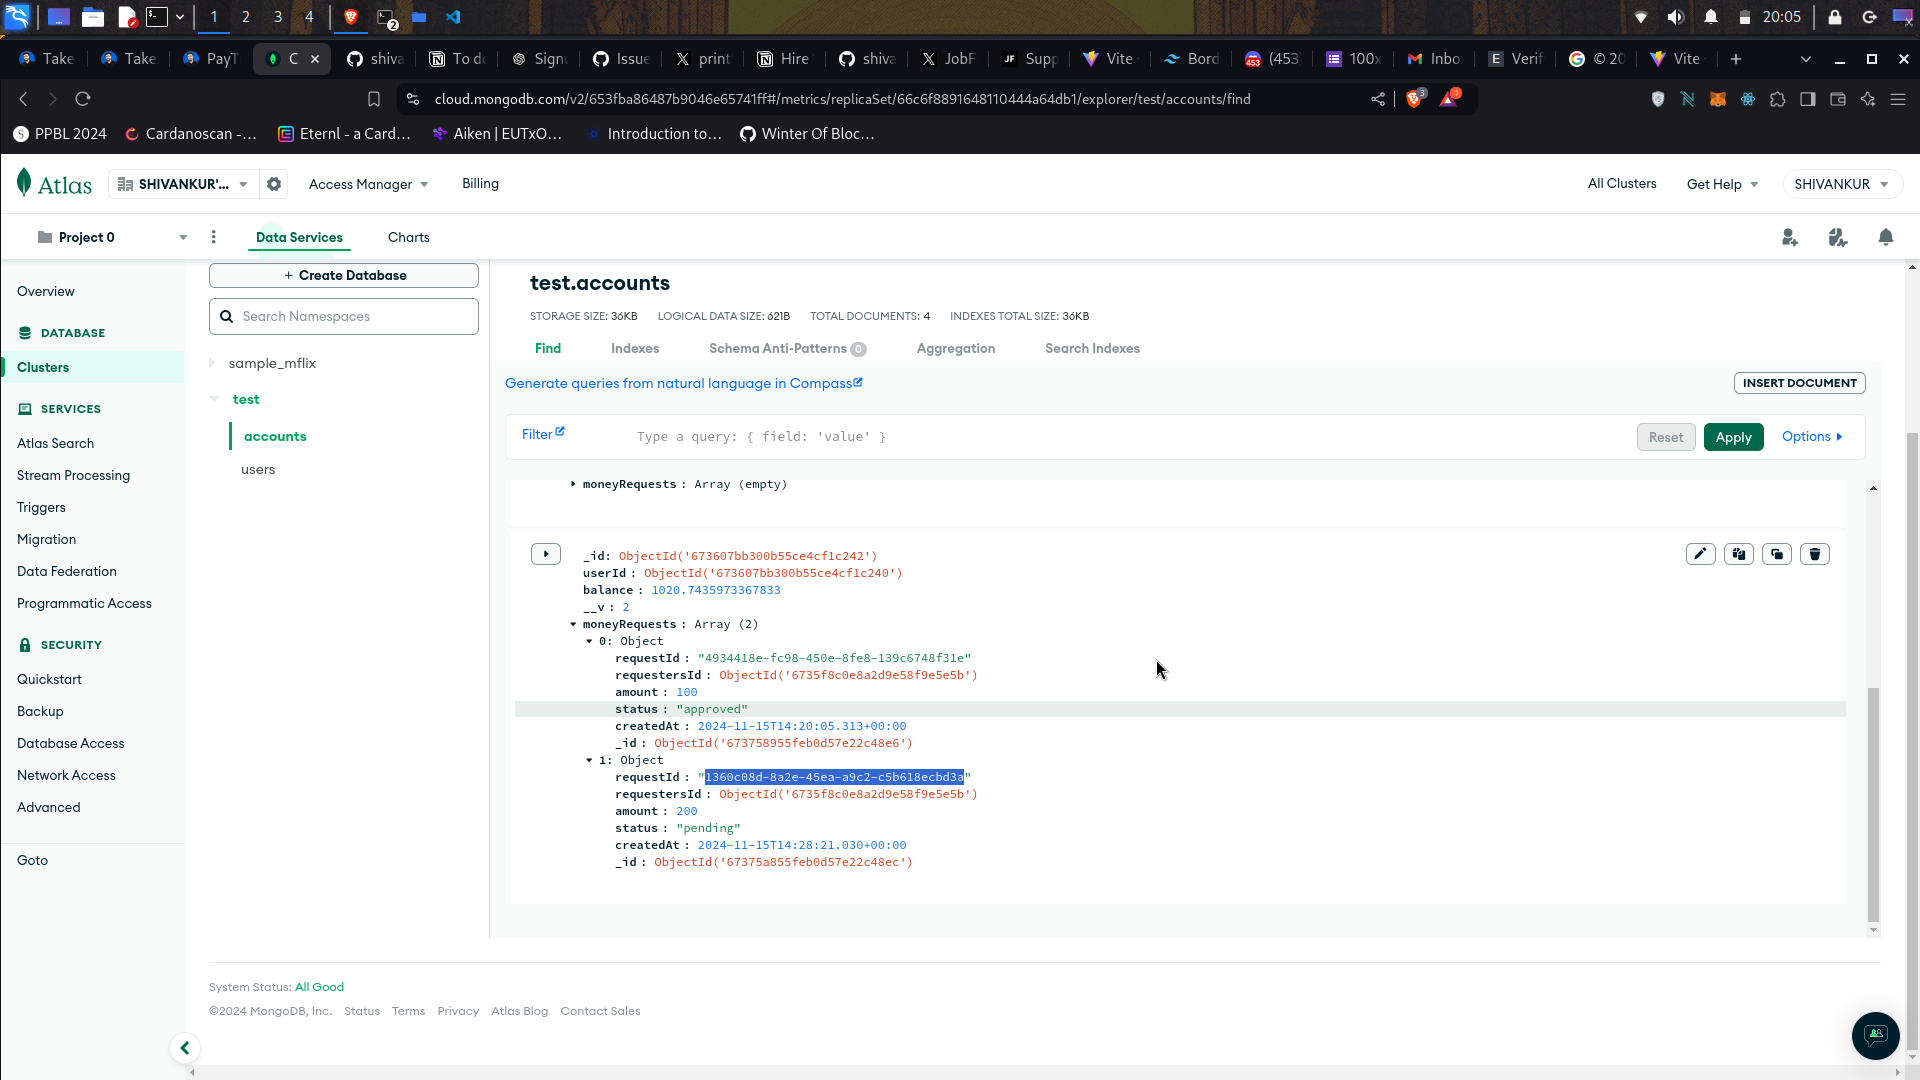 1 2 3 4 2 20:05
Take Take PayT C shiva To do Sign Issue print Hire shiva JobF JF Supp Vite Bord 453 (453 100x Inbo E Verif © 20 Vite
cloud.mongodb.com/v2/653fba86487b9046e65741ff#/metrics/replicaSet/66c6f8891648110444a64db1/explorer/test/accounts/find 3 1
S PPBL 2024 Cardanoscan -... Eternl - a Card... Aiken | EUTxO... Introduction to... Winter Of Bloc...
Atlas SHIVANKUR'... Access Manager Billing All Clusters Get Help SHIVANKUR
Project 0 Data Services Charts
Overview
DATABASE
Clusters
SERVICES
Atlas Search
Stream Processing
Triggers
Migration
Data Federation
Programmatic Access
SECURITY
Quickstart
Backup
Database Access
Network Access
Advanced
Goto
+ Create Database
Search Namespaces
sample_mflix
test
accounts
users
test.accounts
STORAGE SIZE: 36KB LOGICAL DATA SIZE: 621B TOTAL DOCUMENTS: 4 INDEXES TOTAL SIZE: 36KB
Find Indexes Schema Anti-Patterns 0 Aggregation Search Indexes
Generate queries from natural language in Compass INSERT DOCUMENT
Filter Type a query: { field: 'value' } Reset Apply Options
moneyRequests : Array (empty)
_id: ObjectId('673607bb300b55ce4cf1c242')
userId : ObjectId('673607bb300b55ce4cf1c240')
balance : 1020.7435973367833
__v : 2
moneyRequests : Array (2)
0: Object
requestId : "4934418e-fc98-450e-8fe8-139c6748f31e"
requestersId : ObjectId('6735f8c0e8a2d9e58f9e5e5b')
amount : 100
status : "approved"
createdAt : 2024-11-15T14:20:05.313+00:00
_id : ObjectId('673758955feb0d57e22c48e6')
1: Object
requestId : "1360c08d-8a2e-45ea-a9c2-c5b618ecbd3a"
requestersId : ObjectId('6735f8c0e8a2d9e58f9e5e5b')
amount : 200
status : "pending"
createdAt : 2024-11-15T14:28:21.030+00:00
_id : ObjectId('67375a855feb0d57e22c48ec')
System Status: All Good
©2024 MongoDB, Inc. Status Terms Privacy Atlas Blog Contact Sales